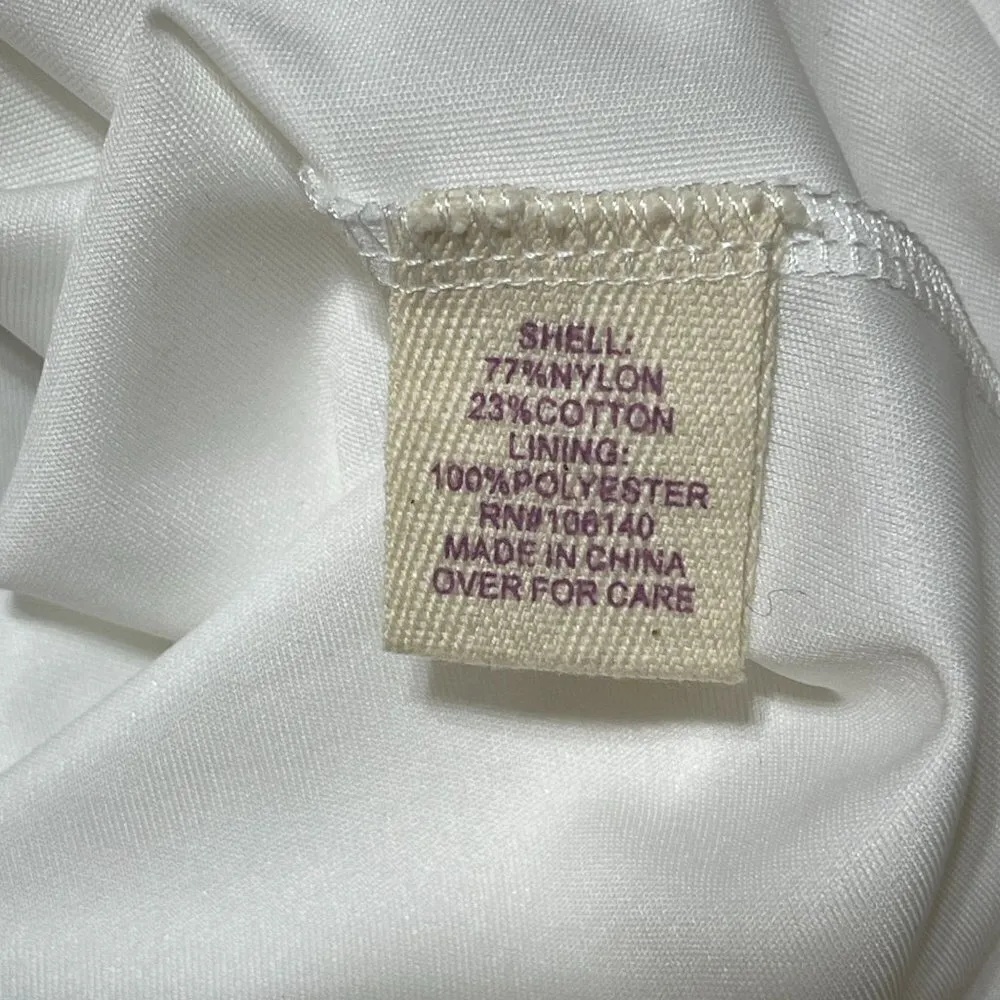 SHELL:
77%NYLON
23%COTTON
LINING:
100%POLYESTER
RN#106140
MADE IN CHINA
OVER FOR CARE